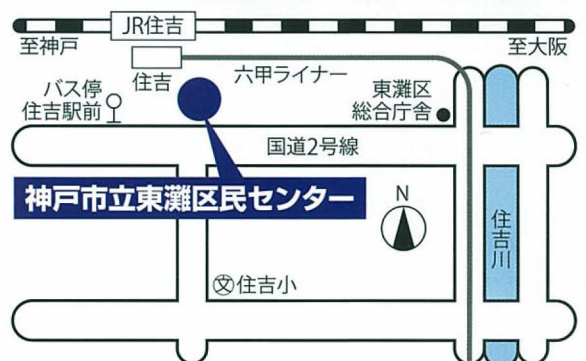 JR住吉
至神戸
至大阪
住吉
六甲ライナー
バス停
住吉駅前
東灘区
総合庁舎
国道2号線
神戸市立東灘区民センター
N
住吉川
文
住吉小